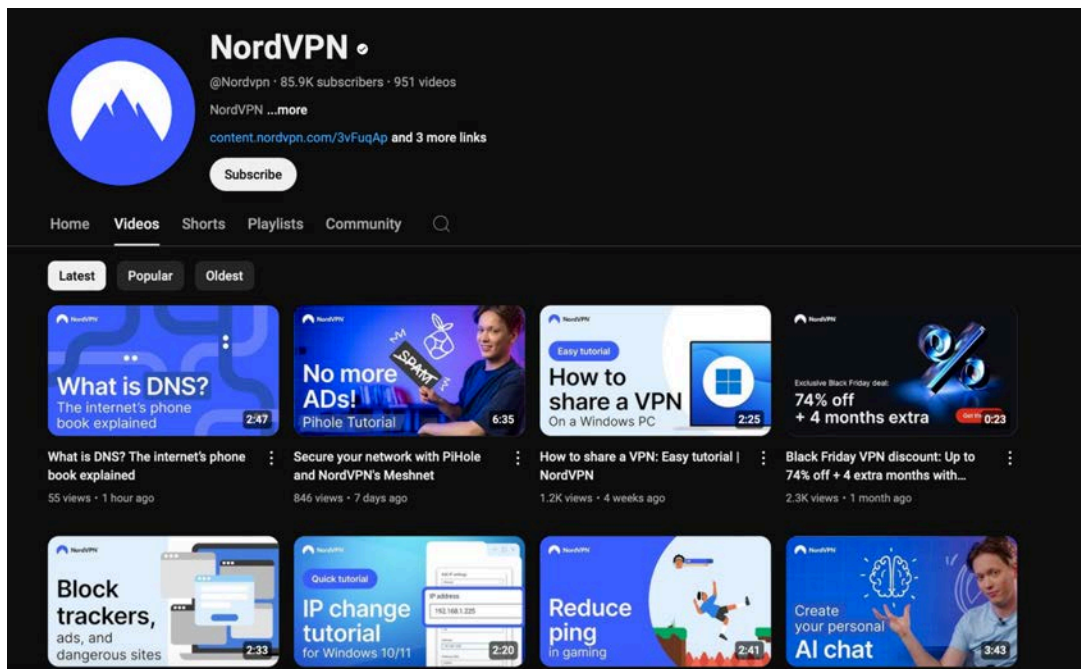 NordVPN
@Nordvpn · 85.9K subscribers · 951 videos
NordVPN ...more
content.nordvpn.com/3vFuqAp and 3 more links
Subscribe
Home Videos Shorts Playlists Community
Latest Popular Oldest
NordVPN
What is DNS?
The internet's phone
book explained
2:47
What is DNS? The internet's phone
book explained
55 views • 1 hour ago
NordVPN
SPAM
No more
ADs!
Pihole Tutorial
6:35
Secure your network with PiHole
and NordVPN's Meshnet
846 views • 7 days ago
NordVPN
Easy tutorial
How to
share a VPN
On a Windows PC
2:25
How to share a VPN: Easy tutorial |
NordVPN
1.2K views • 4 weeks ago
NordVPN
Exclusive Black Friday deal:
74% off
+ 4 months extra
0:23
Black Friday VPN discount: Up to
74% off + 4 extra months with...
2.3K views • 1 month ago
NordVPN
Block
trackers,
ads, and
dangerous sites
2:33
NordVPN
Quick tutorial
IP change
tutorial
for Windows 10/11
IP address
192.168.1.225
2:20
NordVPN
Reduce
ping
in gaming
2:41
NordVPN
Create
your personal
AI chat
3:43